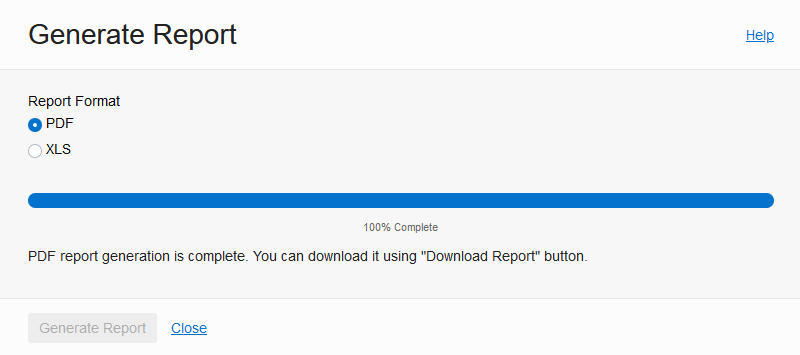 Generate Report
Help
Report Format
PDF
XLS
100% Complete
PDF report generation is complete. You can download it using "Download Report" button.
Generate Report
Close